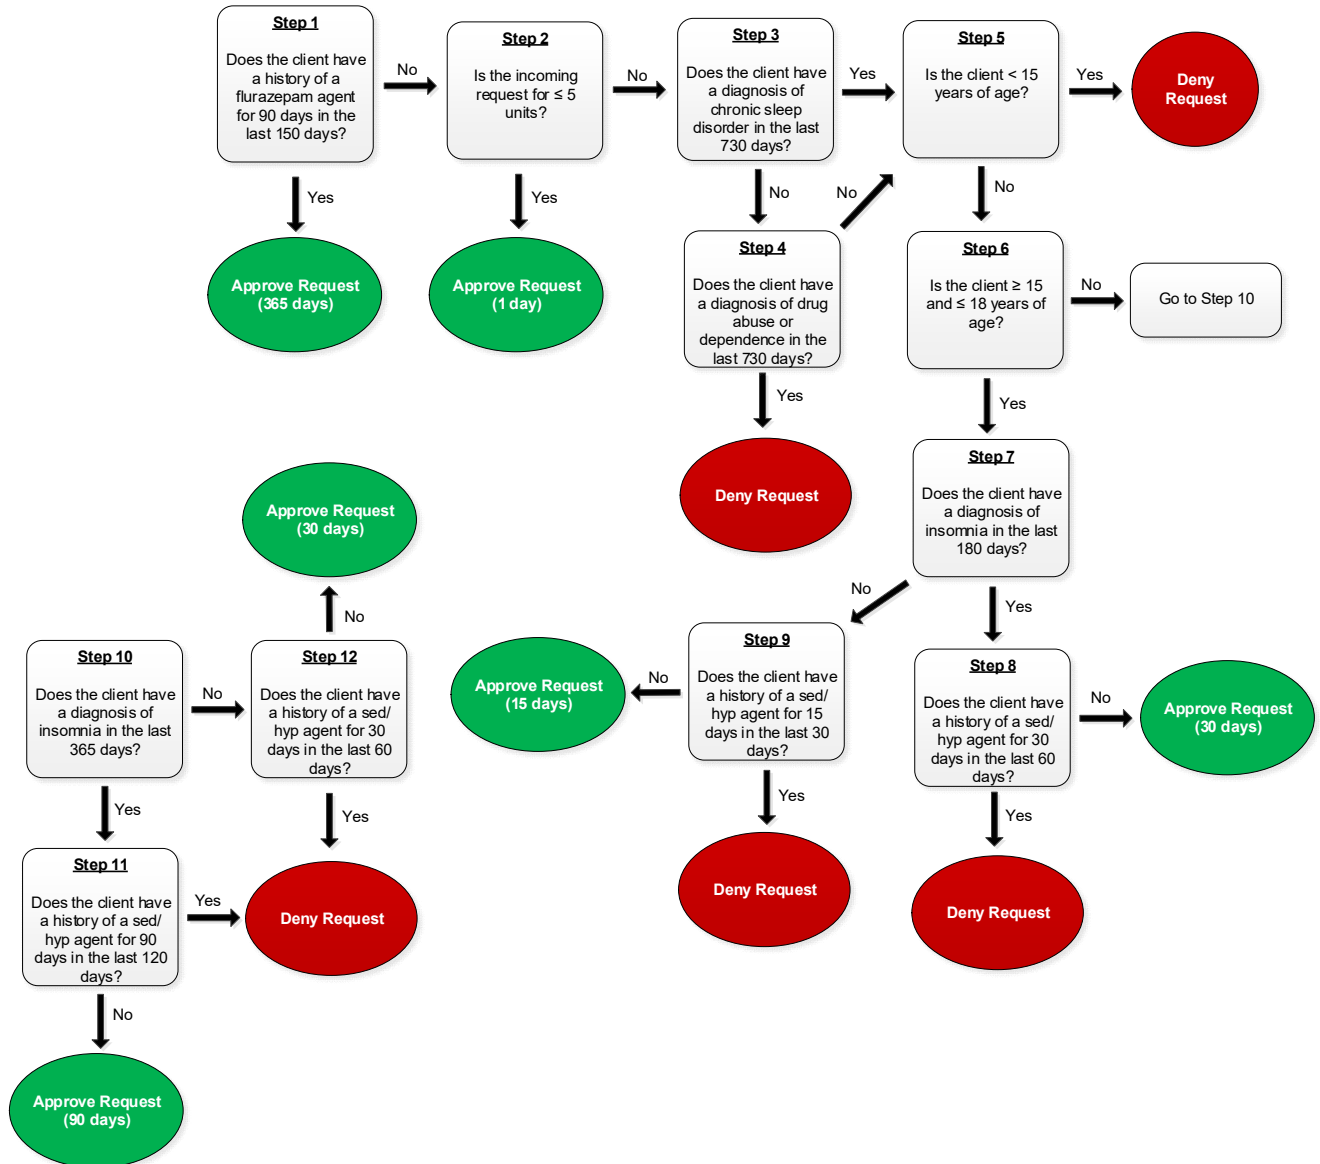 Step 1
Does the client have
a history of a
flurazepam agent
for 90 days in the
last 150 days?
No
Yes
Approve Request
(365 days)
Step 2
Is the incoming
request for ≤ 5
units?
No
Yes
Approve Request
(1 day)
Step 3
Does the client have
a diagnosis of
chronic sleep
disorder in the last
730 days?
Yes
No
Step 4
Does the client have
a diagnosis of drug
abuse or
dependence in the
last 730 days?
No
Yes
Deny Request
Step 5
Is the client < 15
years of age?
Yes
Deny
Request
No
Step 6
Is the client ≥ 15
and ≤ 18 years of
age?
No
Go to Step 10
Yes
Step 7
Does the client have
a diagnosis of
insomnia in the last
180 days?
No
Yes
Step 8
Does the client have
a history of a sed/
hyp agent for 30
days in the last 60
days?
No
Approve Request
(30 days)
Yes
Deny Request
Step 9
Does the client have
a history of a sed/
hyp agent for 15
days in the last 30
days?
No
Approve Request
(15 days)
Yes
Deny Request
Step 10
Does the client have
a diagnosis of
insomnia in the last
365 days?
No
Yes
Step 12
Does the client have
a history of a sed/
hyp agent for 30
days in the last 60
days?
No
Approve Request
(30 days)
Yes
Deny Request
Step 11
Does the client have
a history of a sed/
hyp agent for 90
days in the last 120
days?
Yes
No
Approve Request
(90 days)